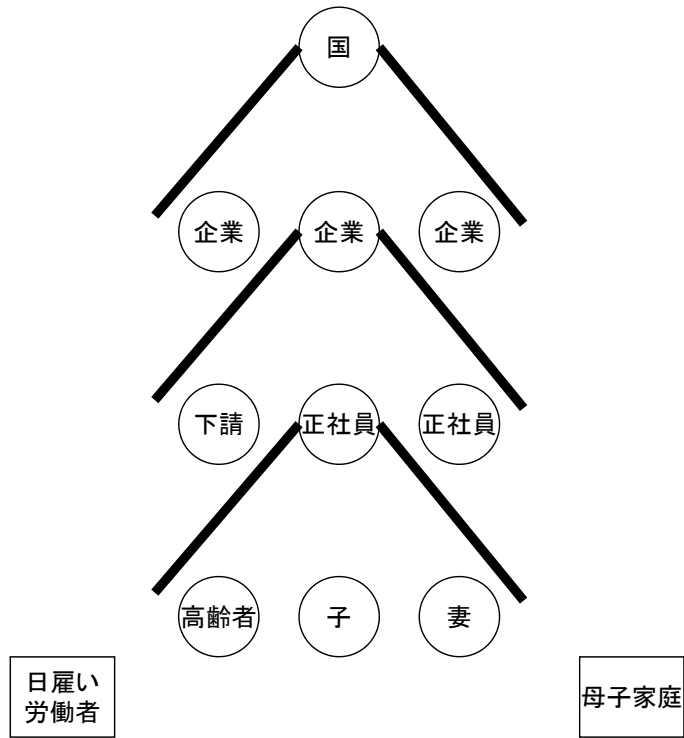 国
企業
企業
企業
下請
正社員
正社員
高齢者
子
妻
日雇い
労働者
母子家庭